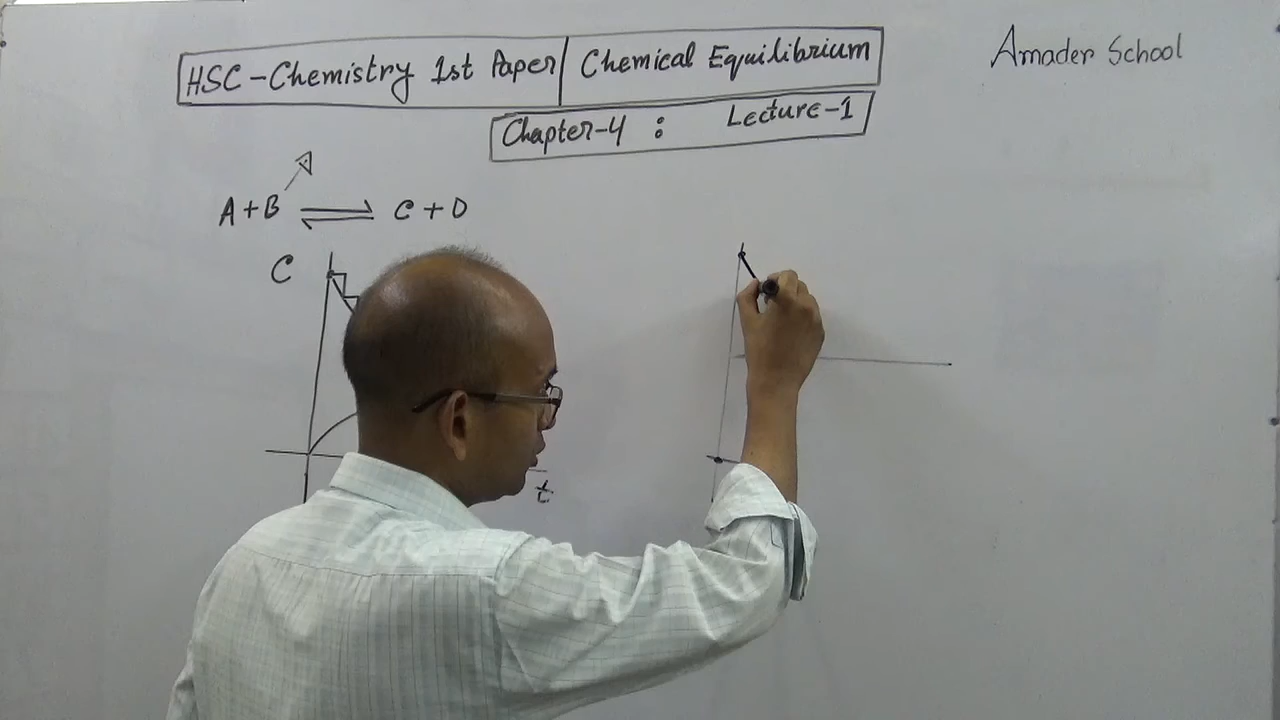 HSC-Chemistry 1st Paper | Chemical Equilibrium
Amader School
Chapter-4 : Lecture-1
A+B ⇌ C+D
C
t